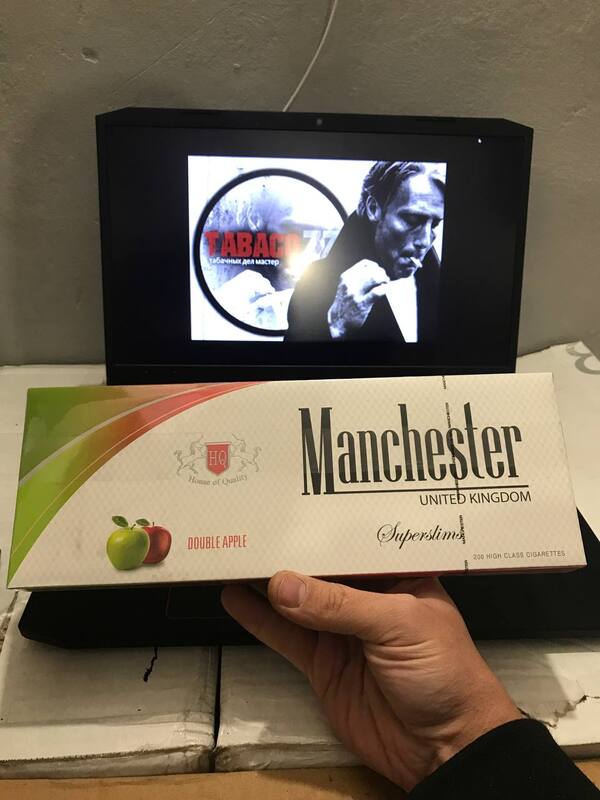 TABACO
табачных дел мастер
HQ
House of Quality
Manchester
UNITED KINGDOM
DOUBLE APPLE
Superslims
200 HIGH CLASS CIGARETTES